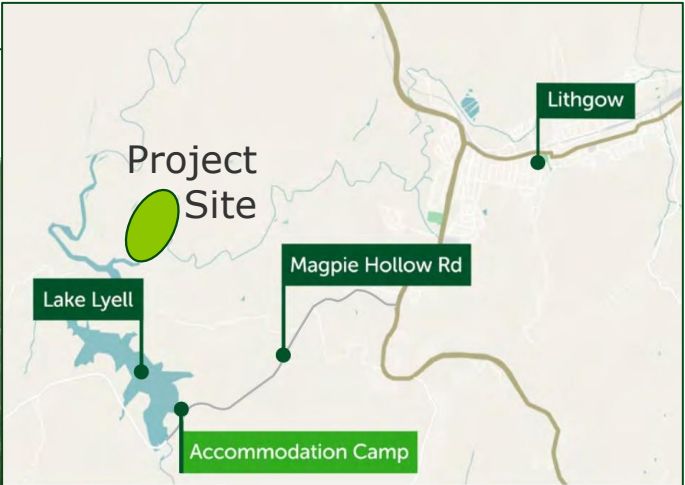 Lithgow
Project
Site
Magpie Hollow Rd
Lake Lyell
Accommodation Camp